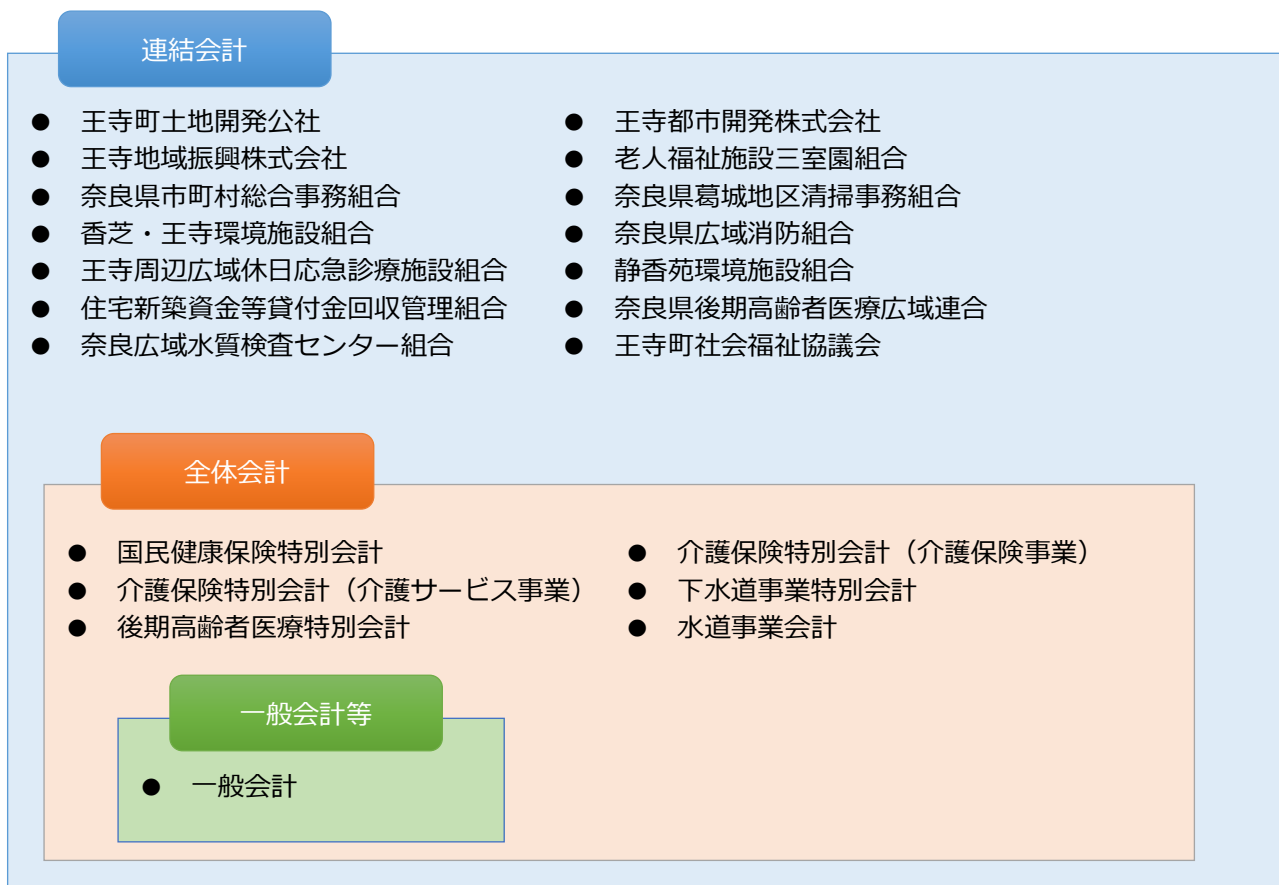 連結会計
● 王寺町土地開発公社
● 王寺地域振興株式会社
● 奈良県市町村総合事務組合
● 香芝・王寺環境施設組合
● 王寺周辺広域休日応急診療施設組合
● 住宅新築資金等貸付金回収管理組合
● 奈良広域水質検査センター組合
● 王寺都市開発株式会社
● 老人福祉施設三室園組合
● 奈良県葛城地区清掃事務組合
● 奈良県広域消防組合
● 静香苑環境施設組合
● 奈良県後期高齢者医療広域連合
● 王寺町社会福祉協議会
全体会計
● 国民健康保険特別会計
● 介護保険特別会計（介護サービス事業）
● 後期高齢者医療特別会計
● 介護保険特別会計（介護保険事業）
● 下水道事業特別会計
● 水道事業会計
一般会計等
● 一般会計